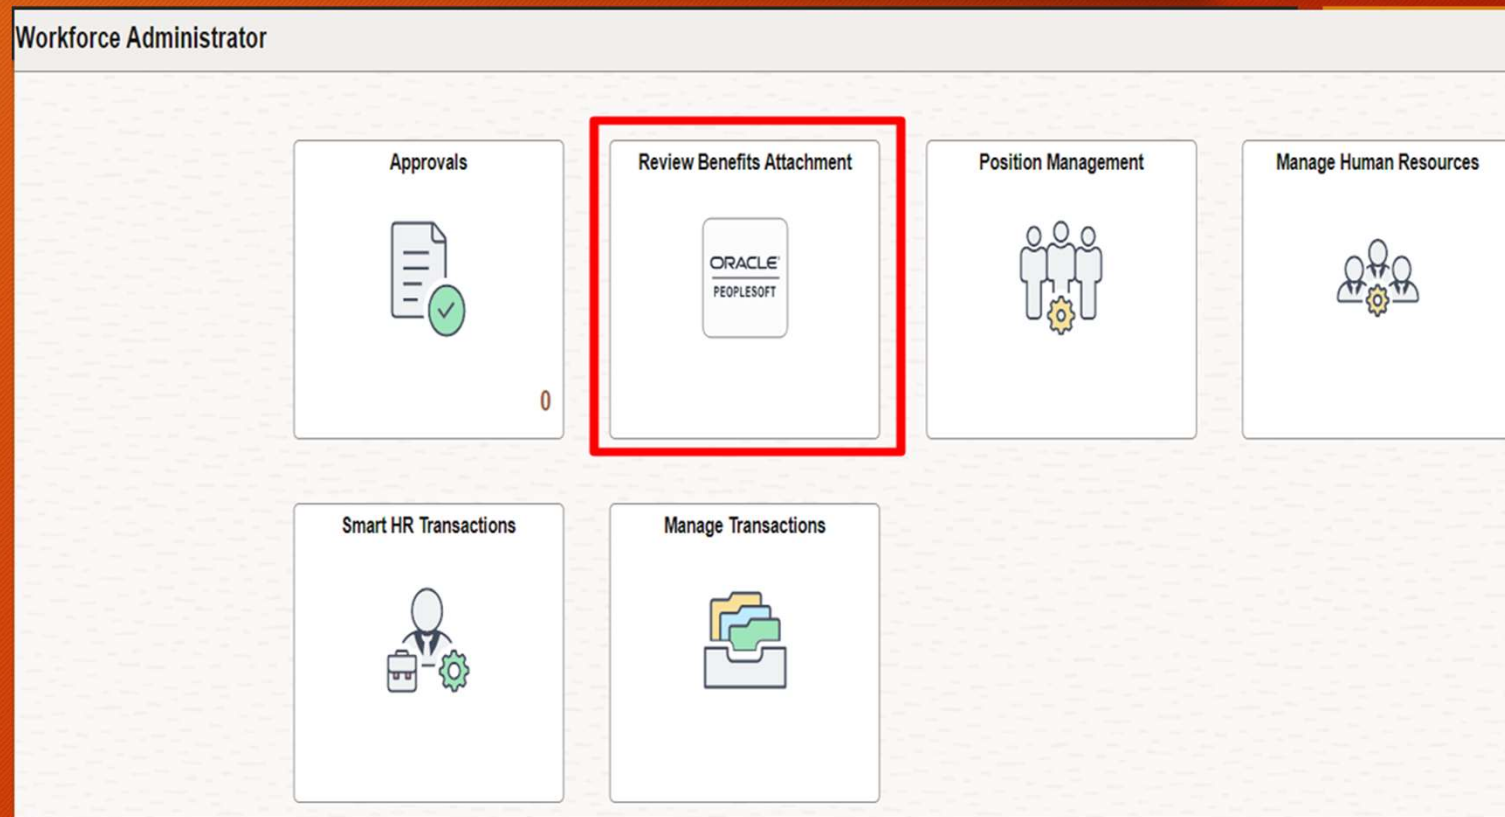 Workforce Administrator
Approvals
Review Benefits Attachment
Position Management
Manage Human Resources
ORACLE
PEOPLESOFT
0
Smart HR Transactions
Manage Transactions